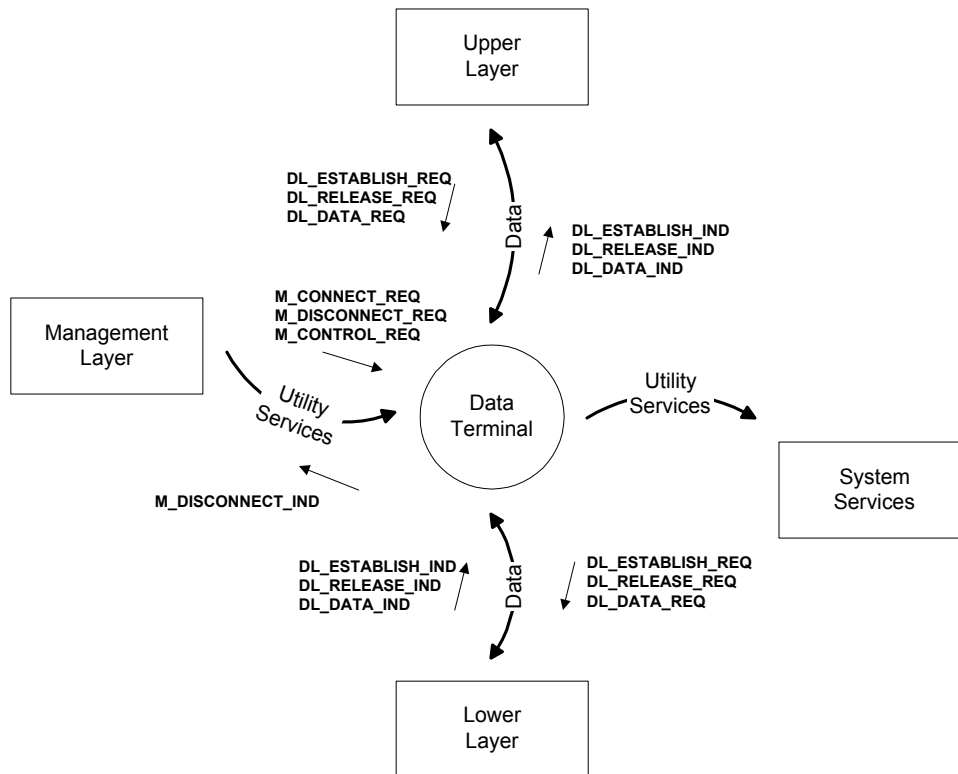 Upper
Layer
DL_ESTABLISH_REQ
DL_RELEASE_REQ
DL_DATA_REQ
Data
DL_ESTABLISH_IND
DL_RELEASE_IND
DL_DATA_IND
M_CONNECT_REQ
M_DISCONNECT_REQ
M_CONTROL_REQ
Management
Layer
Utility
Services
Data
Terminal
Utility
Services
System
Services
M_DISCONNECT_IND
DL_ESTABLISH_IND
DL_RELEASE_IND
DL_DATA_IND
Data
DL_ESTABLISH_REQ
DL_RELEASE_REQ
DL_DATA_REQ
Lower
Layer